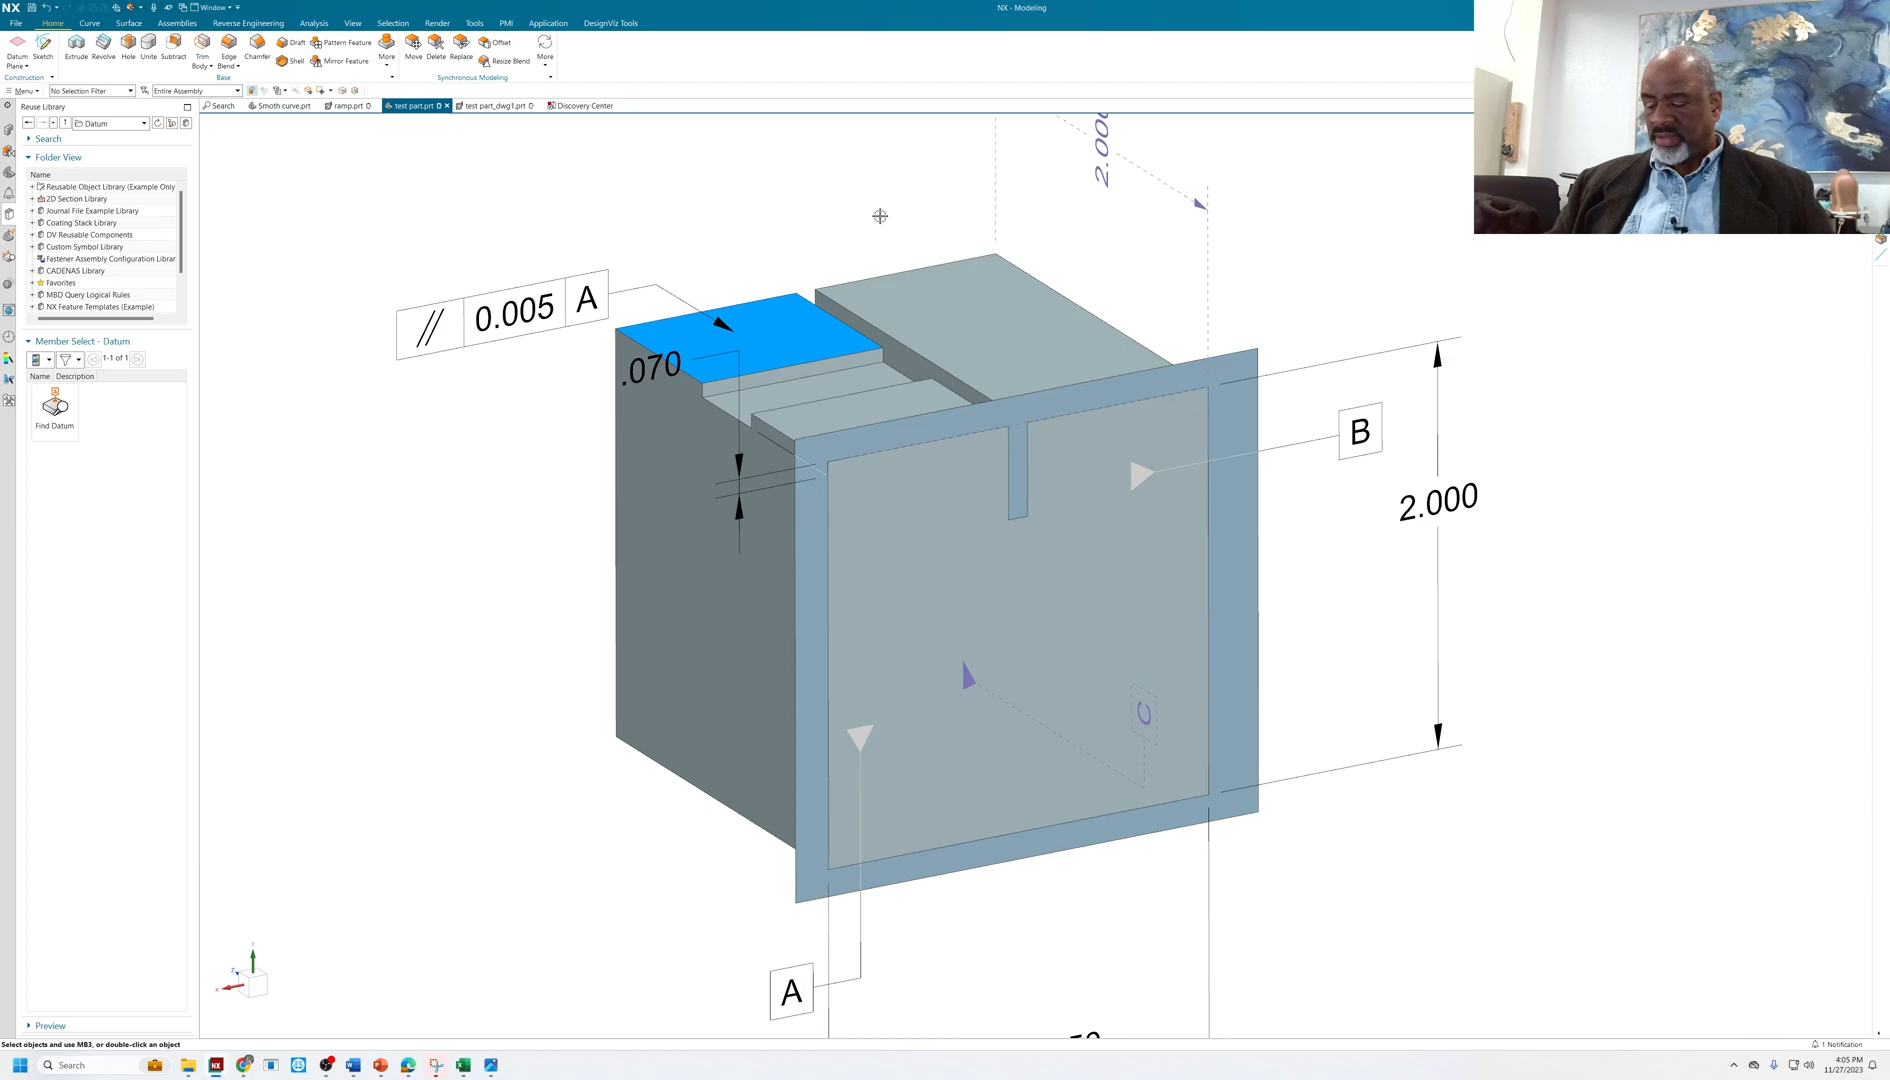 NX Window NX - Modeling
File Home Curve Surface Assemblies Reverse Engineering Analysis View Selection Render Tools PMI Application DesignViz Tools
Datum Plane Sketch Extrude Revolve Hole Unite Subtract Trim Body Edge Blend Chamfer Draft Shell Pattern Feature Mirror Feature More Move Delete Replace Offset Resize Blend More
Construction Base Synchronous Modeling
Menu No Selection Filter Entire Assembly
Reuse Library Search Smoth curve.prt ramp.prt test part.prt test part_dwg1.prt Discovery Center
Datum
Search
Folder View
Name
Reusable Object Library (Example Only
2D Section Library
Journal File Example Library
Coating Stack Library
DV Reusable Components
Custom Symbol Library
Fastener Assembly Configuration Librar
CADENAS Library
Favorites
MBD Query Logical Rules
NX Feature Templates (Example)
Member Select - Datum
1-1 of 1
Name Description
A
Find Datum
Preview
2.000
// 0.005 A
.070
B
2.000
C
A
Y
Z
X
Select objects and use MB3, or double-click an object
1 Notification
Search
4:05 PM
11/27/2023